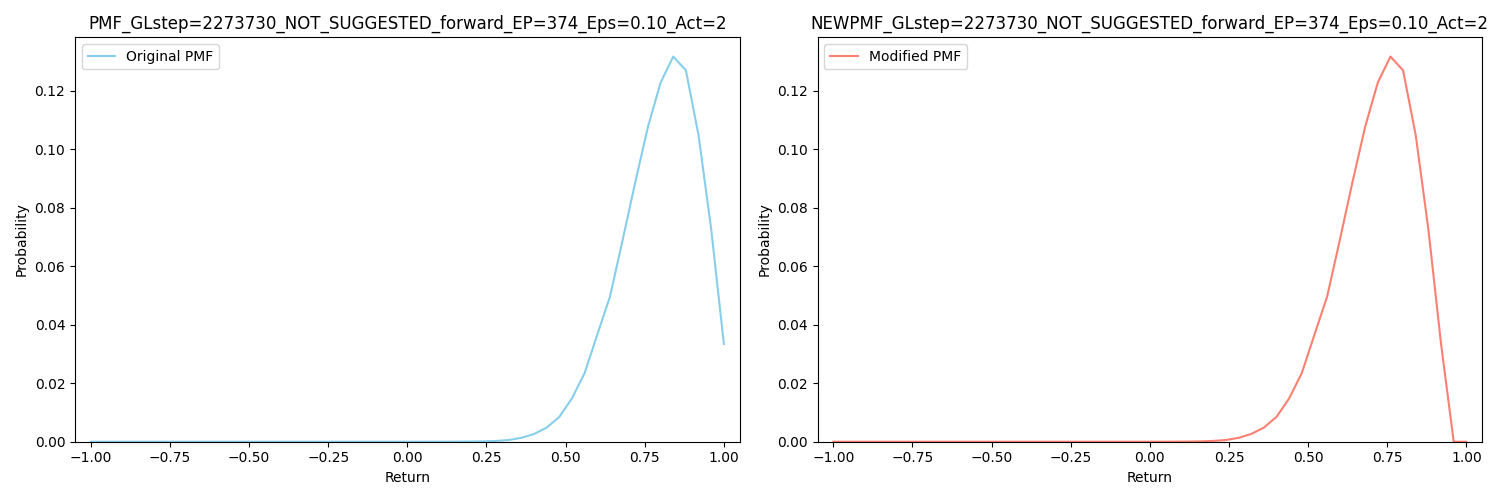 PMF_GLstep=2273730_NOT_SUGGESTED_forward_EP=374_Eps=0.10_Act=2
Original PMF
0.12
0.10
0.08
0.06
0.04
0.02
0.00
Probability
−1.00 −0.75 −0.50 −0.25 0.00 0.25 0.50 0.75 1.00
Return
NEWPMF_GLstep=2273730_NOT_SUGGESTED_forward_EP=374_Eps=0.10_Act=2
Modified PMF
0.12
0.10
0.08
0.06
0.04
0.02
0.00
Probability
−1.00 −0.75 −0.50 −0.25 0.00 0.25 0.50 0.75 1.00
Return